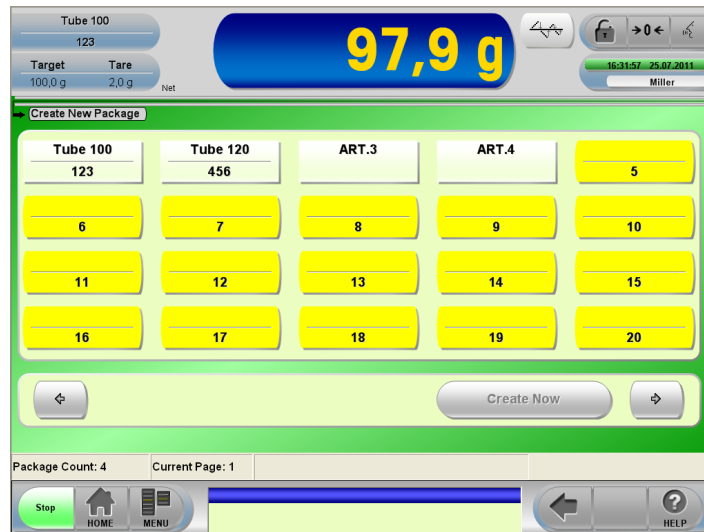 Tube 100
123
Target Tare
100,0 g 2,0 g
Net
97,9 g
→0←
16:31:57 25.07.2011
Miller
Create New Package
Tube 100 Tube 120 ART.3 ART.4
123 456 5
6 7 8 9 10
11 12 13 14 15
16 17 18 19 20
Create Now
Package Count: 4 Current Page: 1
Stop HOME MENU HELP